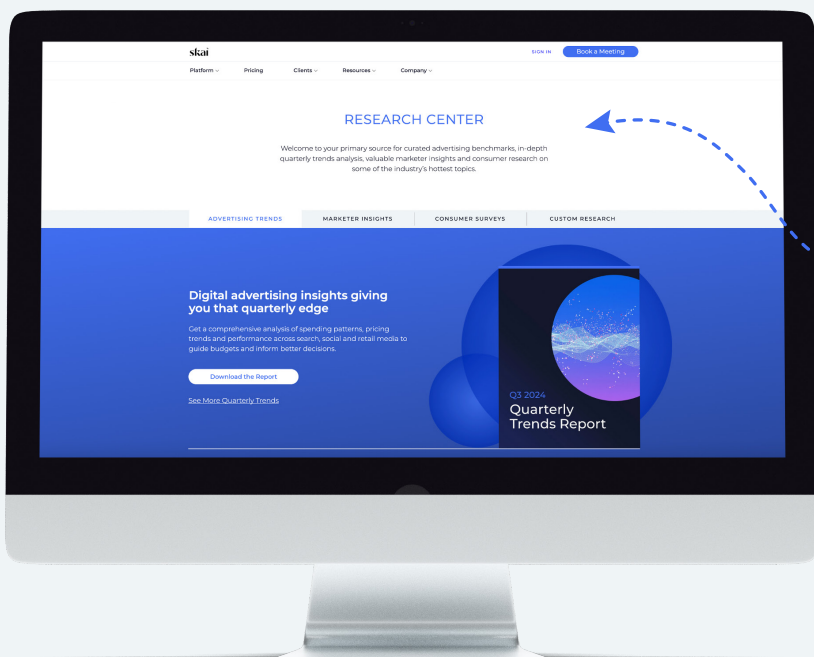 skai
SIGN IN
Book a Meeting
Platform
Pricing
Clients
Resources
Company
RESEARCH CENTER
Welcome to your primary source for curated advertising benchmarks, in-depth
quarterly trends analysis, valuable marketer insights and consumer research on
some of the industry's hottest topics.
ADVERTISING TRENDS
MARKETER INSIGHTS
CONSUMER SURVEYS
CUSTOM RESEARCH
Digital advertising insights giving
you that quarterly edge
Get a comprehensive analysis of spending patterns, pricing
trends and performance across search, social and retail media to
guide budgets and inform better decisions.
Download the Report
See More Quarterly Trends
Q3 2024
Quarterly
Trends Report